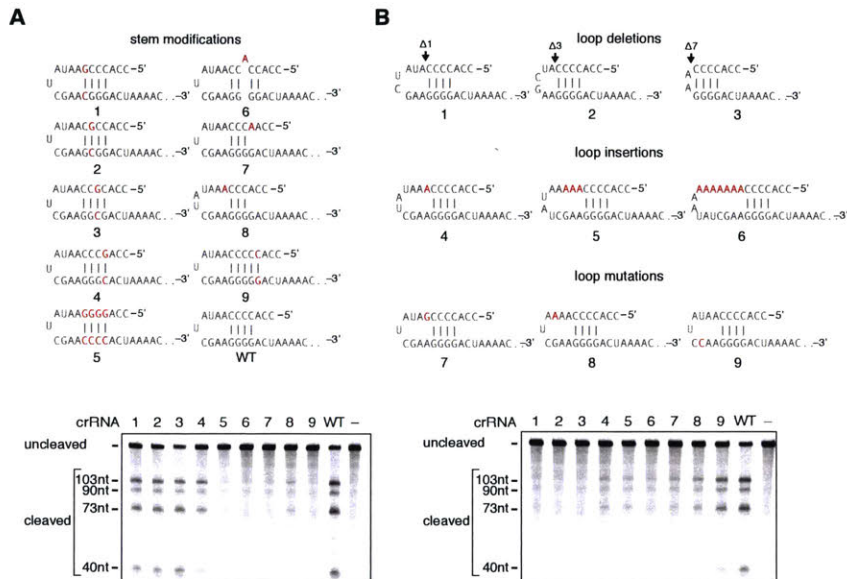 A
stem modifications
AUAAGCCCACC-5'
U
CGAACGGGACUAAAAC..-3'
1
A
AUAACC CCACC-5'
U
CGAAGG GGACUAAAAC..-3'
6
AUAACGCCACC-5'
U
CGAAGCGGACUAAAAC..-3'
2
AUAACCCAACC-5'
U
CGAAGGGGACUAAAAC..-3'
7
AUAACCGCACC-5'
U
CGAAGGCGACUAAAAC..-3'
3
AUAAACCCACC-5'
U
CGAAGGGGACUAAAAC..-3'
8
AUAACCCGACC-5'
U
CGAAGGGCACUAAAAC..-3'
4
AUAACCCCCACC-5'
U
CGAAGGGGGACUAAAAC..-3'
9
AUAAGGGGACC-5'
U
CGAACCCCACUAAAAC..-3'
5
AUAACCCCACC-5'
U
CGAAGGGGACUAAAAC..-3'
WT
crRNA 1 2 3 4 5 6 7 8 9 WT –
uncleaved
cleaved
103nt
90nt
73nt
40nt
B
loop deletions
Δ1
AUACCCCACC-5'
U
C
GAAGGGGACUAAAAC..-3'
1
Δ3
UACCCCACC-5'
C
G
AAGGGGACUAAAAC..-3'
2
Δ7
CCCCACC-5'
A
A
GGGGACUAAAAC..-3'
3
loop insertions
AUAAACCCCACC-5'
U
CGAAGGGGACUAAAAC..-3'
4
UAAAAACCCCACC-5'
A
U
CGAAGGGGACUAAAAC..-3'
5
AAAAAAACCCCACC-5'
A
A
UAUCGAAGGGGACUAAAAC..-3'
6
loop mutations
AUAGCCCCACC-5'
U
CGAAGGGGACUAAAAC..-3'
7
AAAACCCCACC-5'
U
CGAAGGGGACUAAAAC..-3'
8
AUAACCCCACC-5'
U
CCAAGGGGACUAAAAC..-3'
9
crRNA 1 2 3 4 5 6 7 8 9 WT –
uncleaved
cleaved
103nt
90nt
73nt
40nt